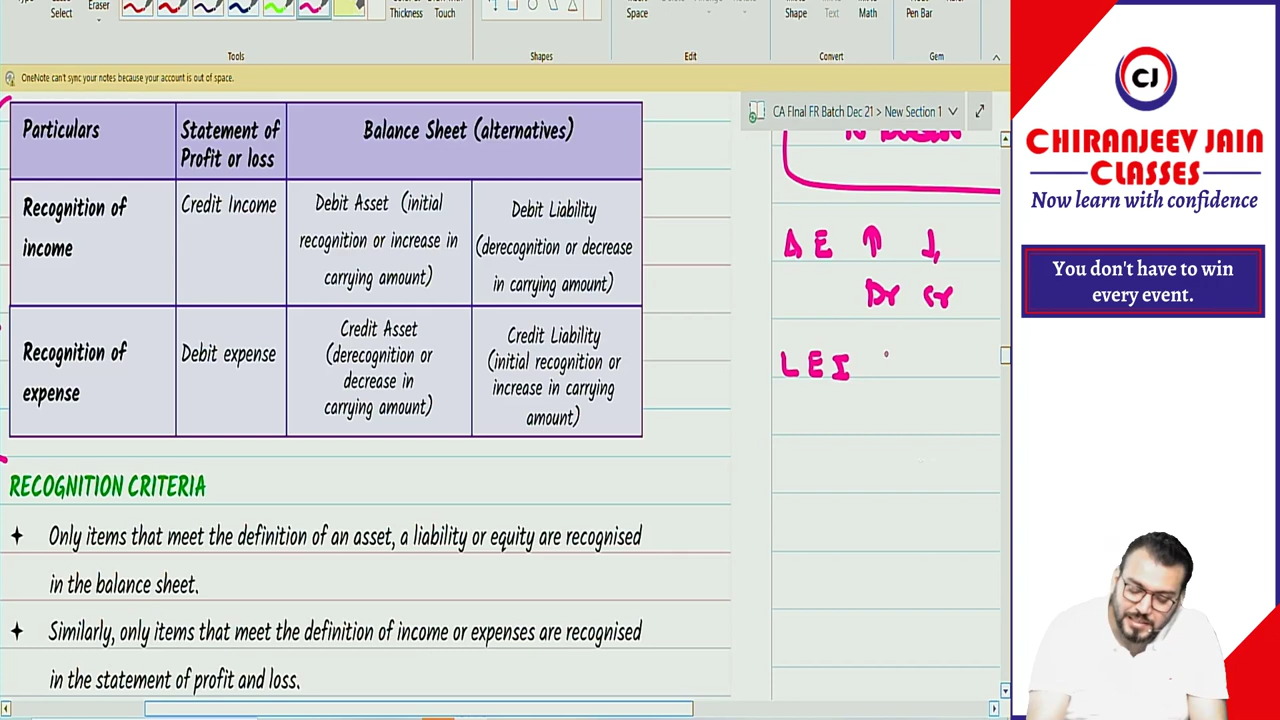 Eraser
Select
Thickness
Touch
Space
Shape
Text
Math
Pen Bar
Tools
Shapes
Edit
Convert
Gem
OneNote can't sync your notes because your account is out of space.
CA FInal FR Batch Dec 21 > New Section 1
Particulars
Statement of
Profit or loss
Balance Sheet (alternatives)
Recognition of
income
Credit Income
Debit Asset (initial
recognition or increase in
carrying amount)
Debit Liability
(derecognition or decrease
in carrying amount)
Recognition of
expense
Debit expense
Credit Asset
(derecognition or
decrease in
carrying amount)
Credit Liability
(initial recognition or
increase in carrying
amount)
RECOGNITION CRITERIA
Only items that meet the definition of an asset, a liability or equity are recognised
in the balance sheet.
Similarly, only items that meet the definition of income or expenses are recognised
in the statement of profit and loss.
E ↑ ↓
Dr Cr
L E I
CJ
CHIRANJEEV JAIN
CLASSES
Now learn with confidence
You don't have to win
every event.